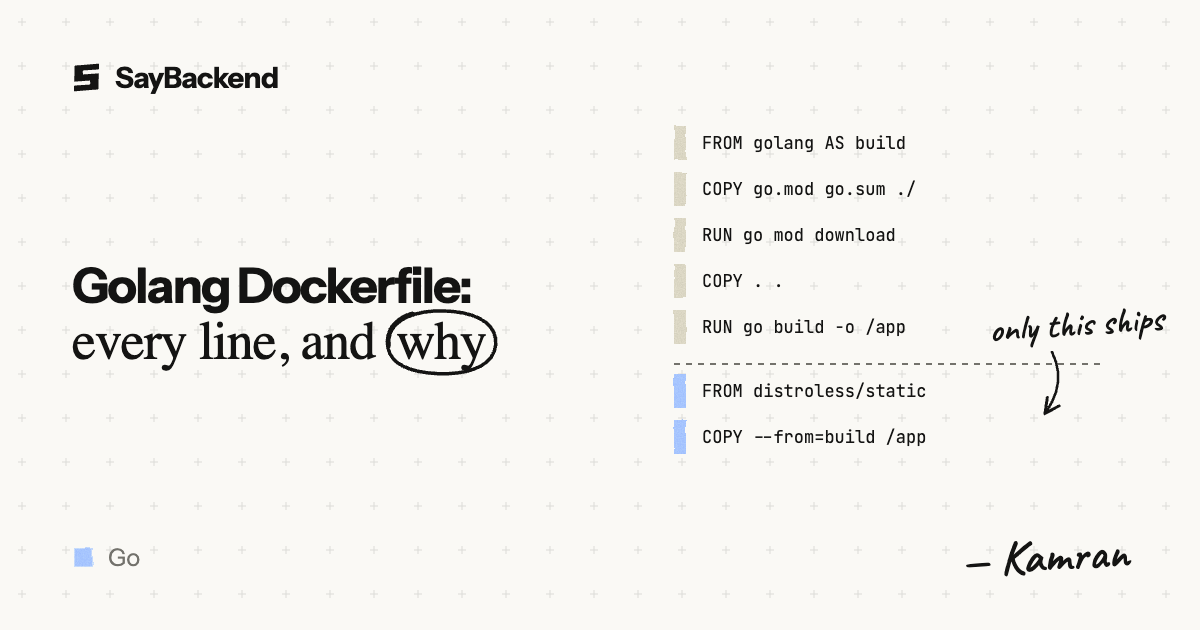 SayBackend
Golang Dockerfile:
every line, and why
FROM golang AS build
COPY go.mod go.sum ./
RUN go mod download
COPY . .
RUN go build -o /app
only this ships
FROM distroless/static
COPY --from=build /app
Go
— Kamran